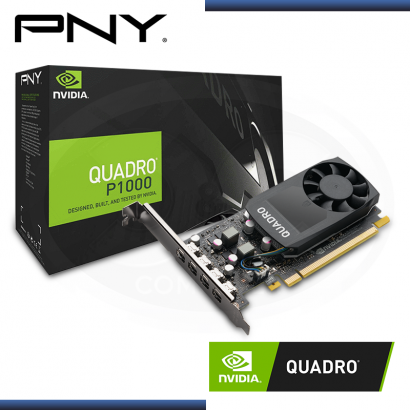 PNY.
PNY
NVIDIA.
QUADRO®
P1000
DESIGNED, BUILT, AND TESTED BY NVIDIA
QUADRO
NVIDIA.
QUADRO®